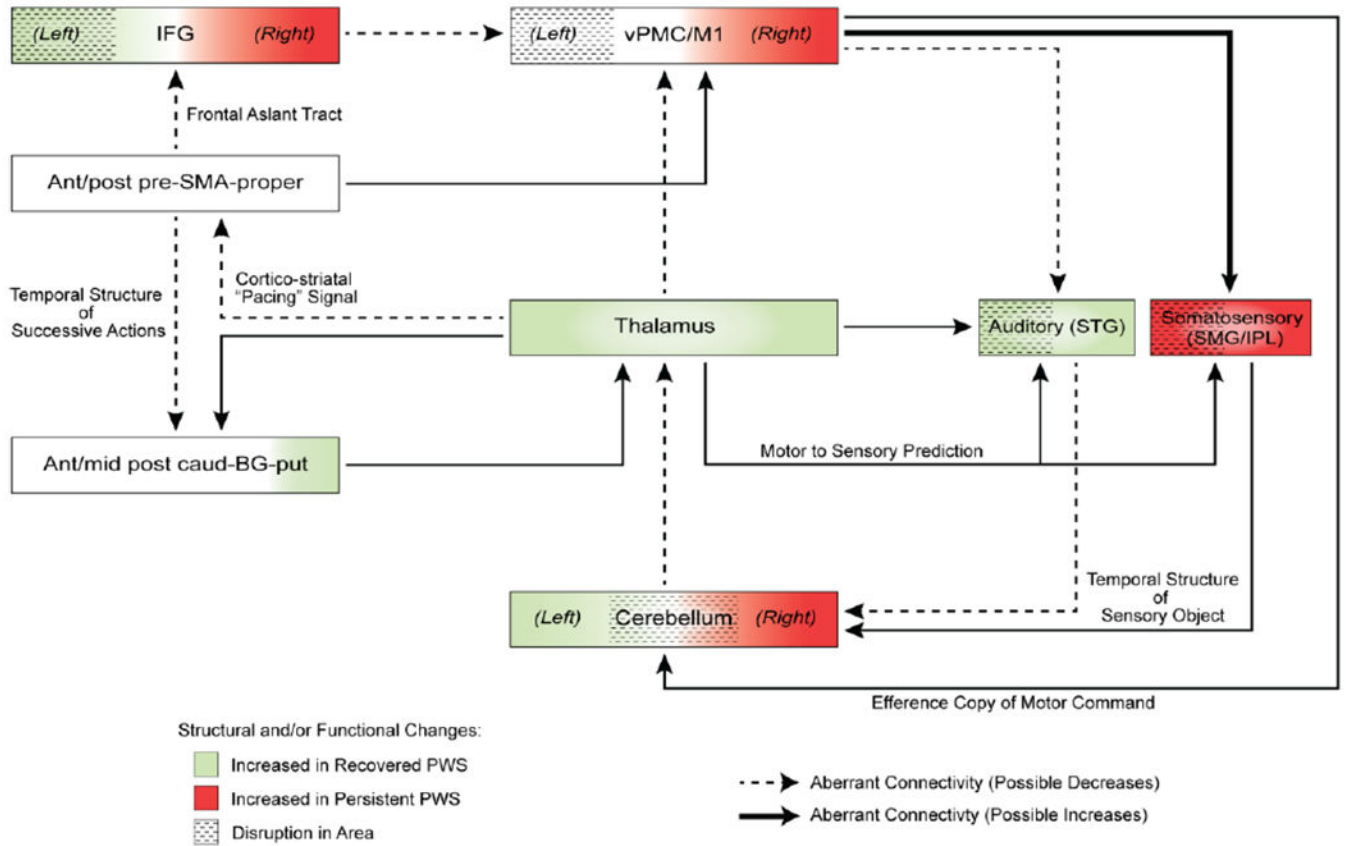 (Left) IFG (Right)
(Left) vPMC/M1 (Right)
Frontal Aslant Tract
Ant/post pre-SMA-proper
Temporal Structure
of
Successive Actions
Cortico-striatal
"Pacing" Signal
Thalamus
Auditory (STG)
Somatosensory
(SMG/IPL)
Ant/mid post caud-BG-put
Motor to Sensory Prediction
(Left) Cerebellum (Right)
Temporal Structure
of
Sensory Object
Efference Copy of Motor Command
Structural and/or Functional Changes:
Increased in Recovered PWS
Increased in Persistent PWS
Disruption in Area
Aberrant Connectivity (Possible Decreases)
Aberrant Connectivity (Possible Increases)